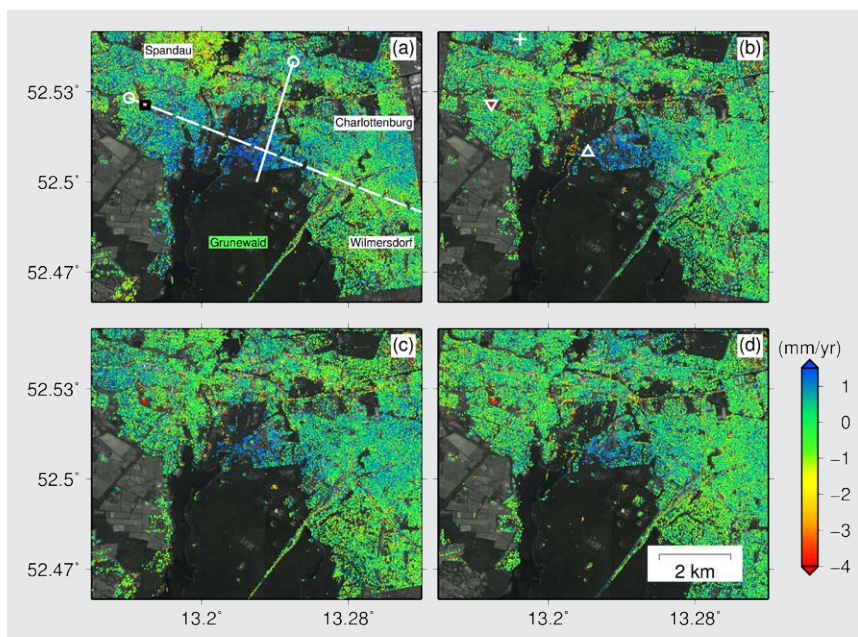 (a)
Spandau
Charlottenburg
Grunewald
Wilmersdorf
(b)
52.53°
52.5°
52.47°
(c)
(d)
52.53°
52.5°
52.47°
13.2°
13.28°
13.2°
13.28°
2 km
(mm/yr)
1
0
−1
−2
−3
−4